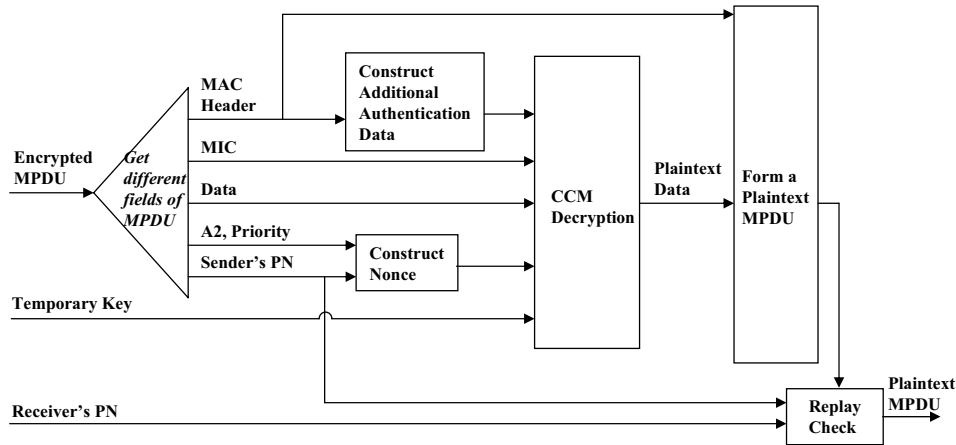 MAC
Header
Construct
Additional
Authentication
Data
Encrypted
MPDU
Get
different
fields of
MPDU
MIC
Data
A2, Priority
Sender's PN
Construct
Nonce
CCM
Decryption
Plaintext
Data
Form a
Plaintext
MPDU
Temporary Key
Receiver's PN
Replay
Check
Plaintext
MPDU